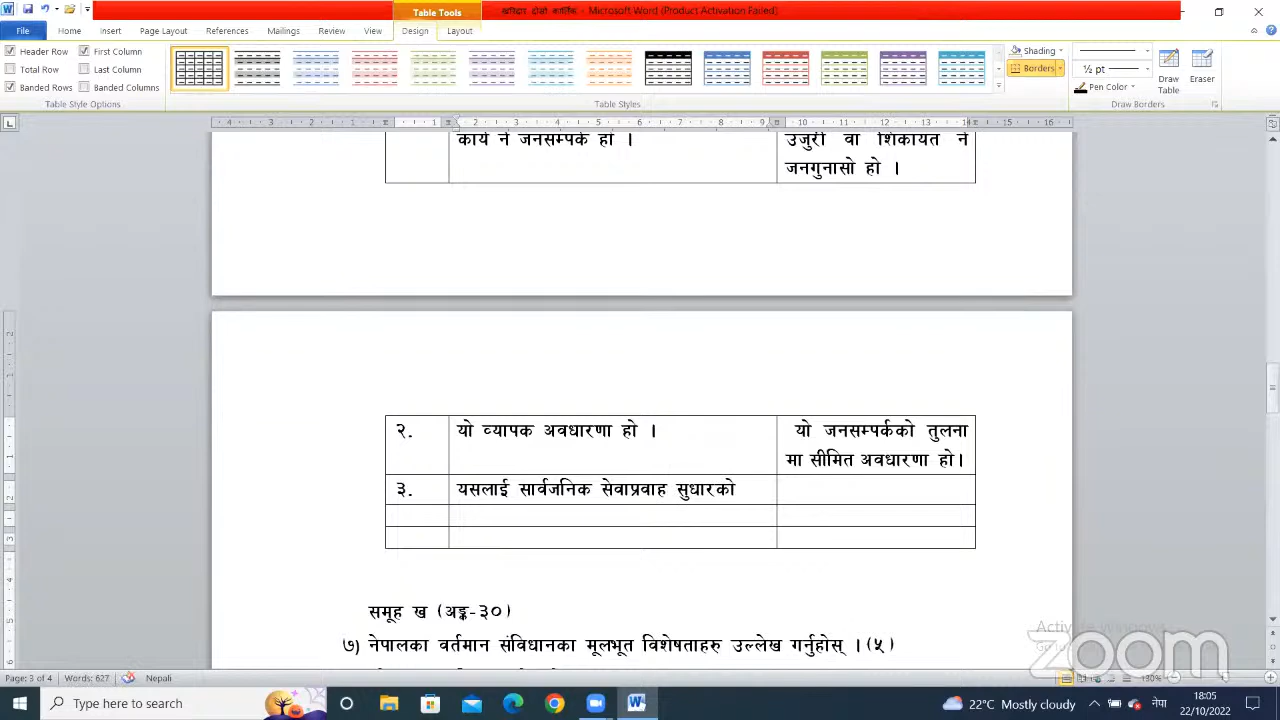 Table Tools
खरिदार दोस्रो कार्तिक - Microsoft Word (Product Activation Failed)
File Home Insert Page Layout References Mailings Review View Design Layout
Header Row First Column
Total Row Last Column
Banded Rows Banded Columns
Table Style Options
Table Styles
Shading
Borders
½ pt
Pen Color
Draw Table
Eraser
Draw Borders
कार्य नै जनसम्पर्क हो ।
उजुरी वा शिकायत नै
जनगुनासो हो ।
२. यो व्यापक अवधारणा हो ।
यो जनसम्पर्कको तुलना
मा सीमित अवधारणा हो।
३. यसलाई सार्वजनिक सेवाप्रवाह सुधारको
समूह ख (अङ्क-३०)
७) नेपालका वर्तमान संविधानका मूलभूत विशेषताहरु उल्लेख गर्नुहोस् । (५)
Activate Windows
zoom
Page: 3 of 4 Words: 627 Nepali 130%
Type here to search
22°C Mostly cloudy
नेपा
18:05
22/10/2022